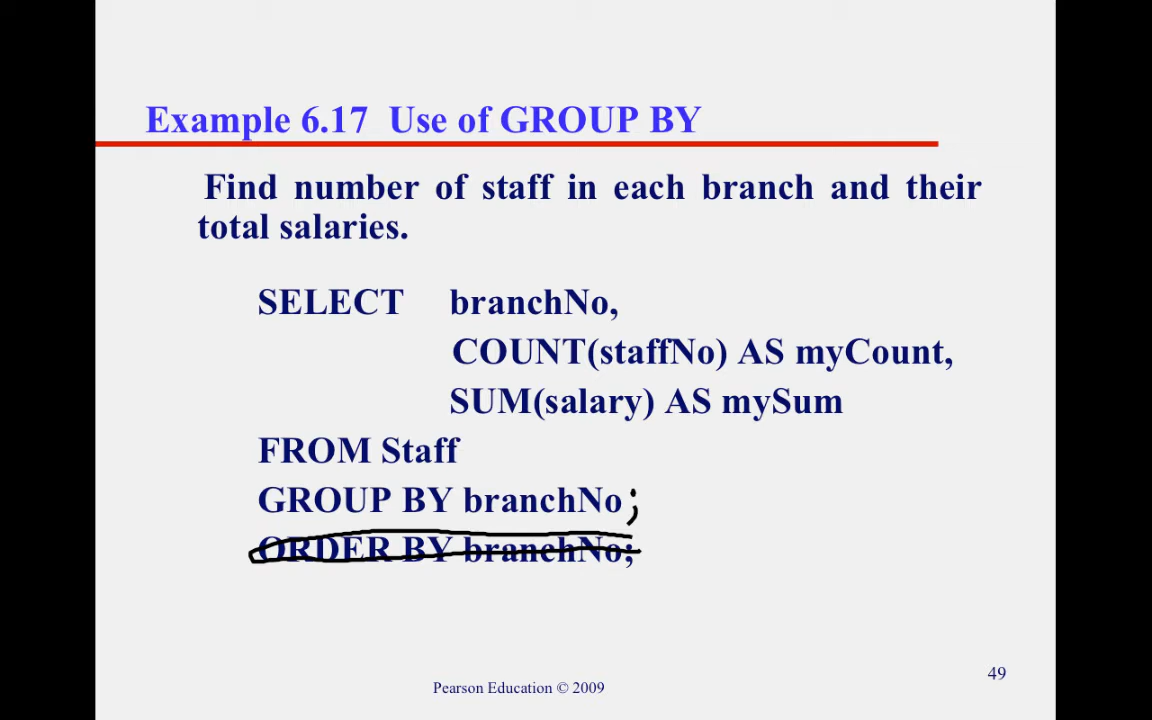 Example 6.17 Use of GROUP BY
Find number of staff in each branch and their
total salaries.
SELECT branchNo,
COUNT(staffNo) AS myCount,
SUM(salary) AS mySum
FROM Staff
GROUP BY branchNo ;
ORDER BY branchNo;
49
Pearson Education © 2009